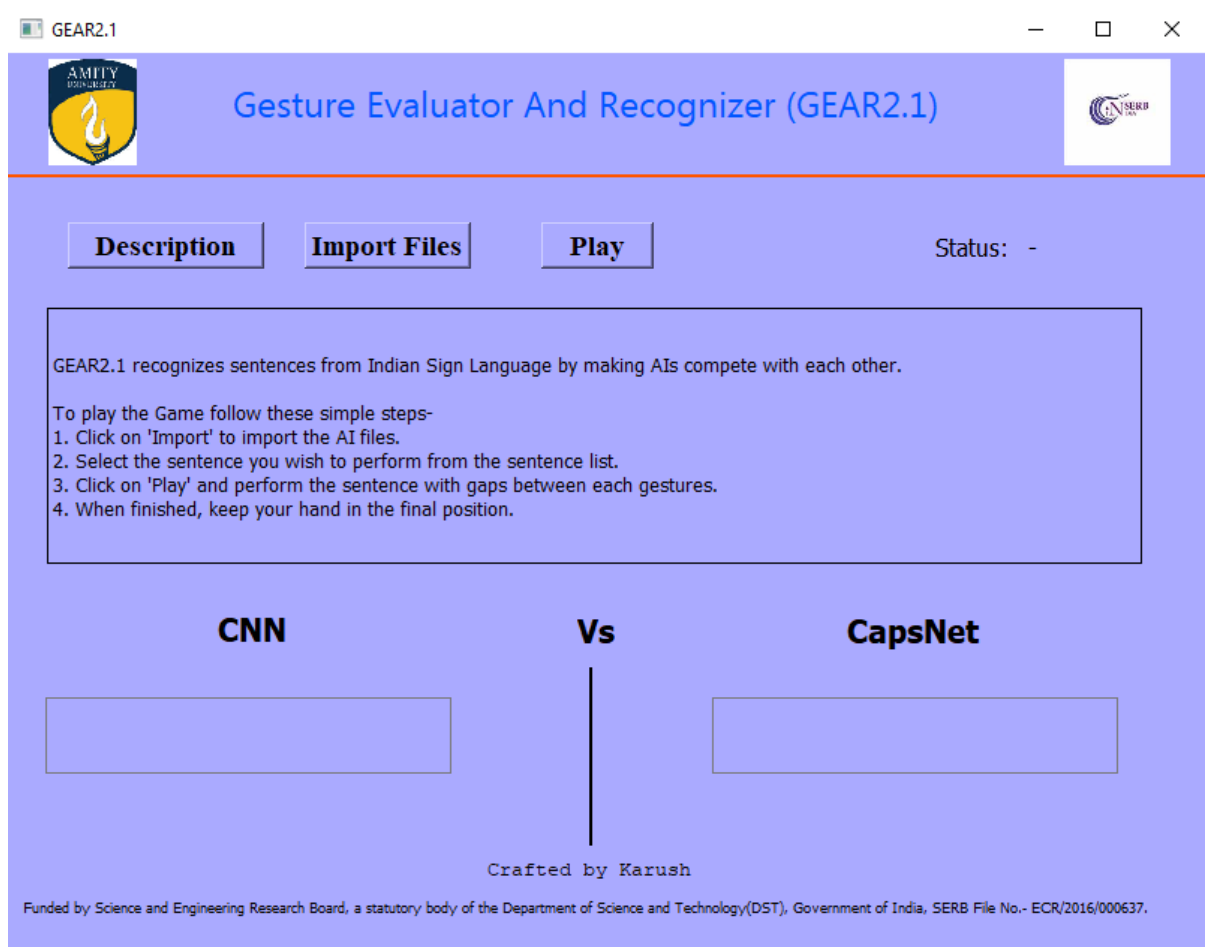 GEAR2.1
AMITY
UNIVERSITY
Gesture Evaluator And Recognizer (GEAR2.1)
SERB
Description
Import Files
Play
Status: -
GEAR2.1 recognizes sentences from Indian Sign Language by making AIs compete with each other.
To play the Game follow these simple steps-
1. Click on 'Import' to import the AI files.
2. Select the sentence you wish to perform from the sentence list.
3. Click on 'Play' and perform the sentence with gaps between each gestures.
4. When finished, keep your hand in the final position.
CNN
Vs
CapsNet
Crafted by Karush
Funded by Science and Engineering Research Board, a statutory body of the Department of Science and Technology(DST), Government of India, SERB File No.- ECR/2016/000637.